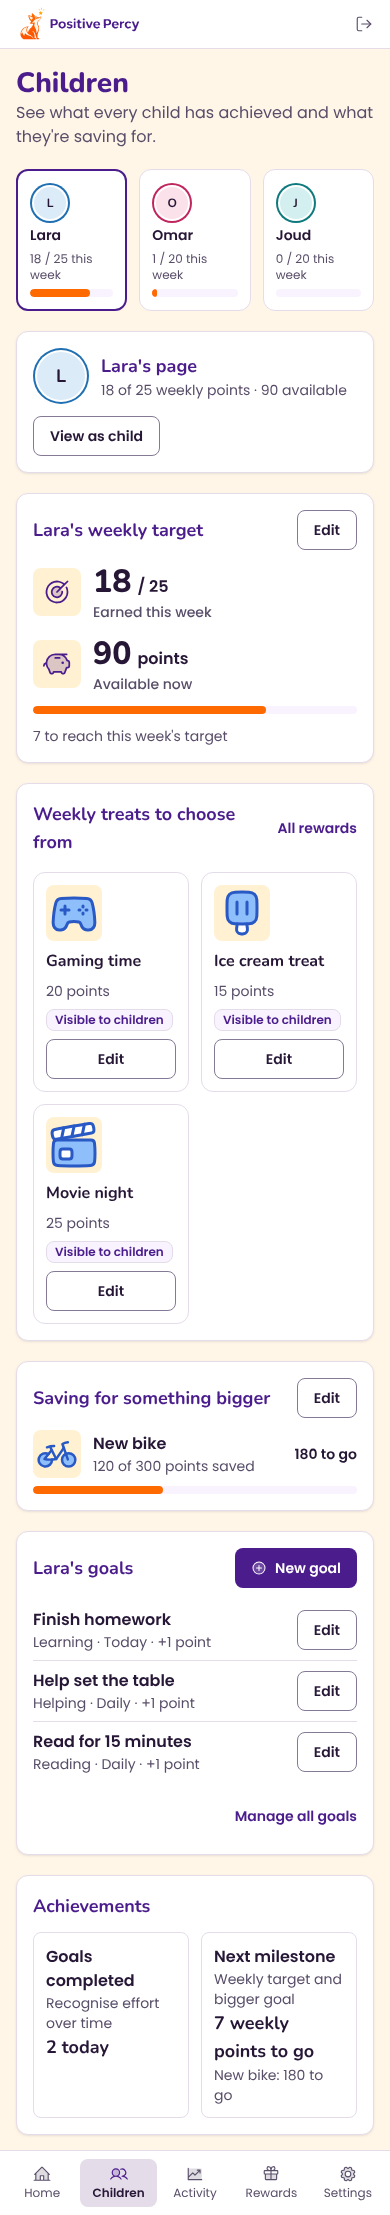 Positive Percy
Children
See what every child has achieved and what
they're saving for.
L
Lara
18 / 25 this
week
O
Omar
1 / 20 this
week
J
Joud
0 / 20 this
week
L
Lara's page
18 of 25 weekly points · 90 available
View as child
Lara's weekly target
Edit
18 / 25
Earned this week
90 points
Available now
7 to reach this week's target
Weekly treats to choose
from
All rewards
Gaming time
20 points
Visible to children
Edit
Ice cream treat
15 points
Visible to children
Edit
Movie night
25 points
Visible to children
Edit
Saving for something bigger
Edit
New bike
120 of 300 points saved
180 to go
Lara's goals
New goal
Finish homework
Learning · Today · +1 point
Edit
Help set the table
Helping · Daily · +1 point
Edit
Read for 15 minutes
Reading · Daily · +1 point
Edit
Manage all goals
Achievements
Goals
completed
Recognise effort
over time
2 today
Next milestone
Weekly target and
bigger goal
7 weekly
points to go
New bike: 180 to
go
Home
Children
Activity
Rewards
Settings